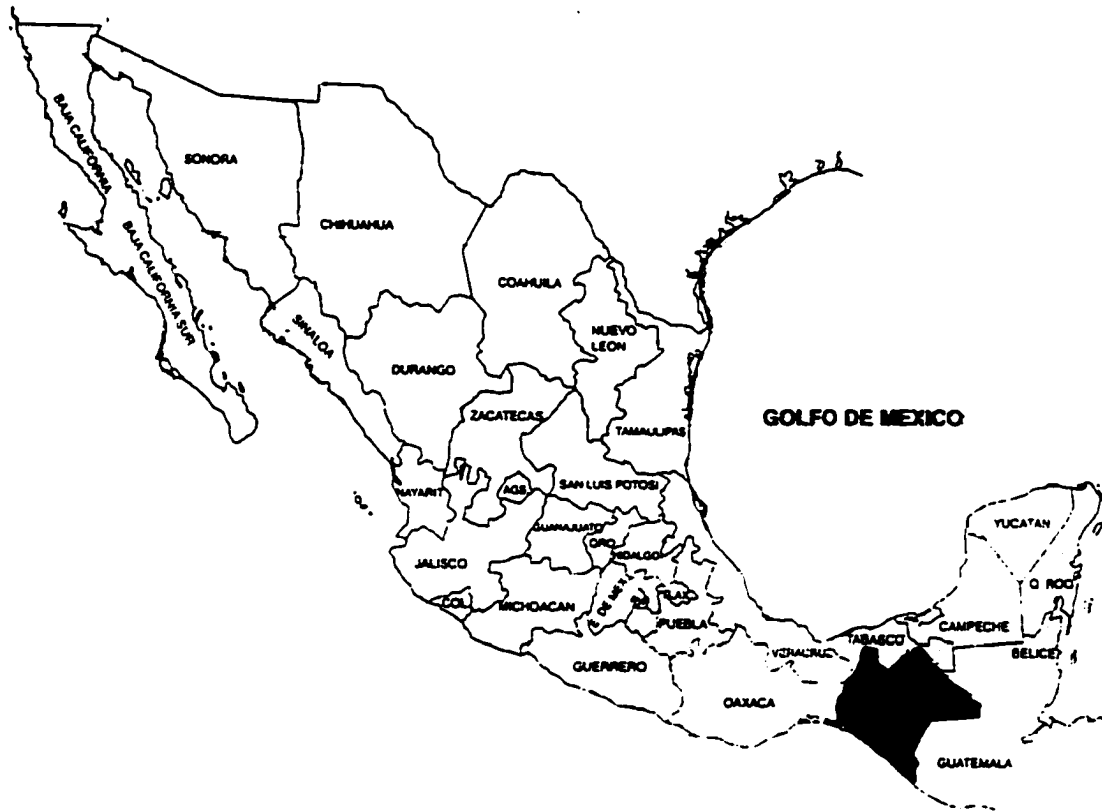 BAJA CALIFORNIA
SONORA
CHIHUAHUA
COAHUILA
BAJA CALIFORNIA SUR
SINALOA
NUEVO
LEON
DURANGO
ZACATECAS
TAMAULIPAS
GOLFO DE MEXICO
NAYARIT
AGS
SAN LUIS POTOSI
GUANAJUATO
QRO
HIDALGO
YUCATAN
JALISCO
Q ROO
COL
MICHOACAN
E DE MEX
TLAX
PUEBLA
CAMPECHE
TABASCO
VERACRUZ
BELICE
GUERRERO
OAXACA
GUATEMALA